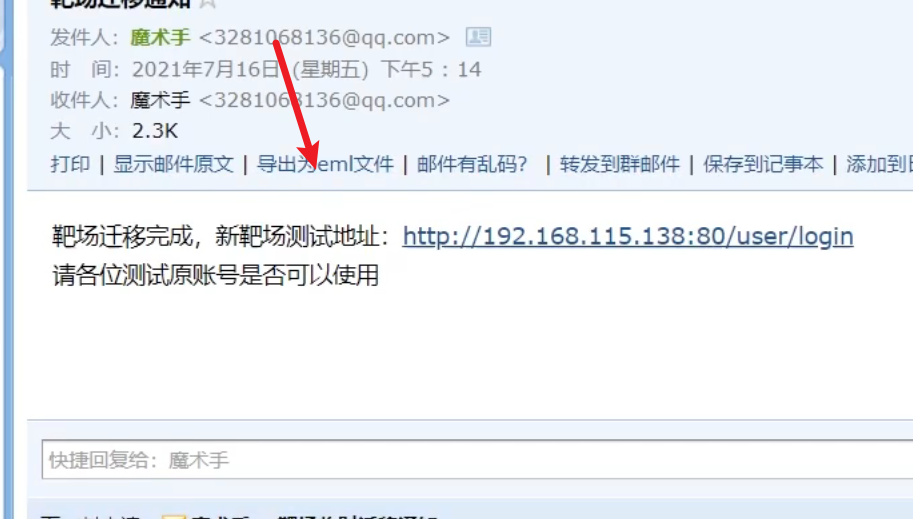 靶场迁移通知 ☆
发件人：魔术手 <3281068136@qq.com>
时　间：2021年7月16日（星期五）下午5：14
收件人：魔术手 <3281068136@qq.com>
大　小：2.3K
打印 | 显示邮件原文 | 导出为eml文件 | 邮件有乱码？ | 转发到群邮件 | 保存到记事本 | 添加到日
靶场迁移完成，新靶场测试地址：http://192.168.115.138:80/user/login
请各位测试原账号是否可以使用
快捷回复给：魔术手